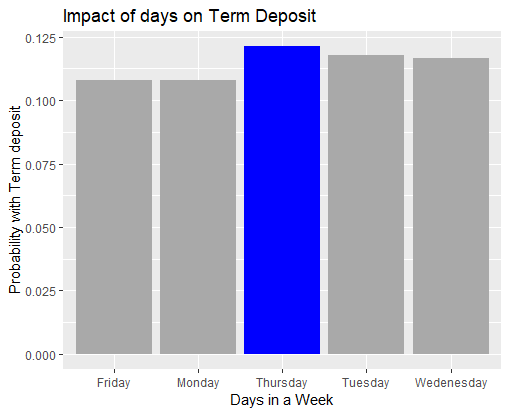 Impact of days on Term Deposit
Probability with Term deposit
0.125
0.100
0.075
0.050
0.025
0.000
Friday Monday Thursday Tuesday Wedenesday
Days in a Week